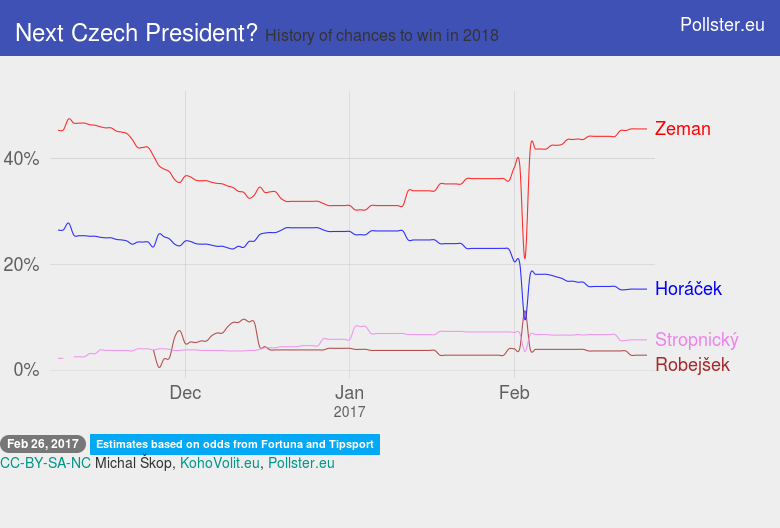 Next Czech President? History of chances to win in 2018
Pollster.eu
40%
20%
0%
Zeman
Horáček
Stropnický
Robejšek
Dec
Jan
Feb
2017
Feb 26, 2017 Estimates based on odds from Fortuna and Tipsport
CC-BY-SA-NC Michal Škop, KohoVolit.eu, Pollster.eu